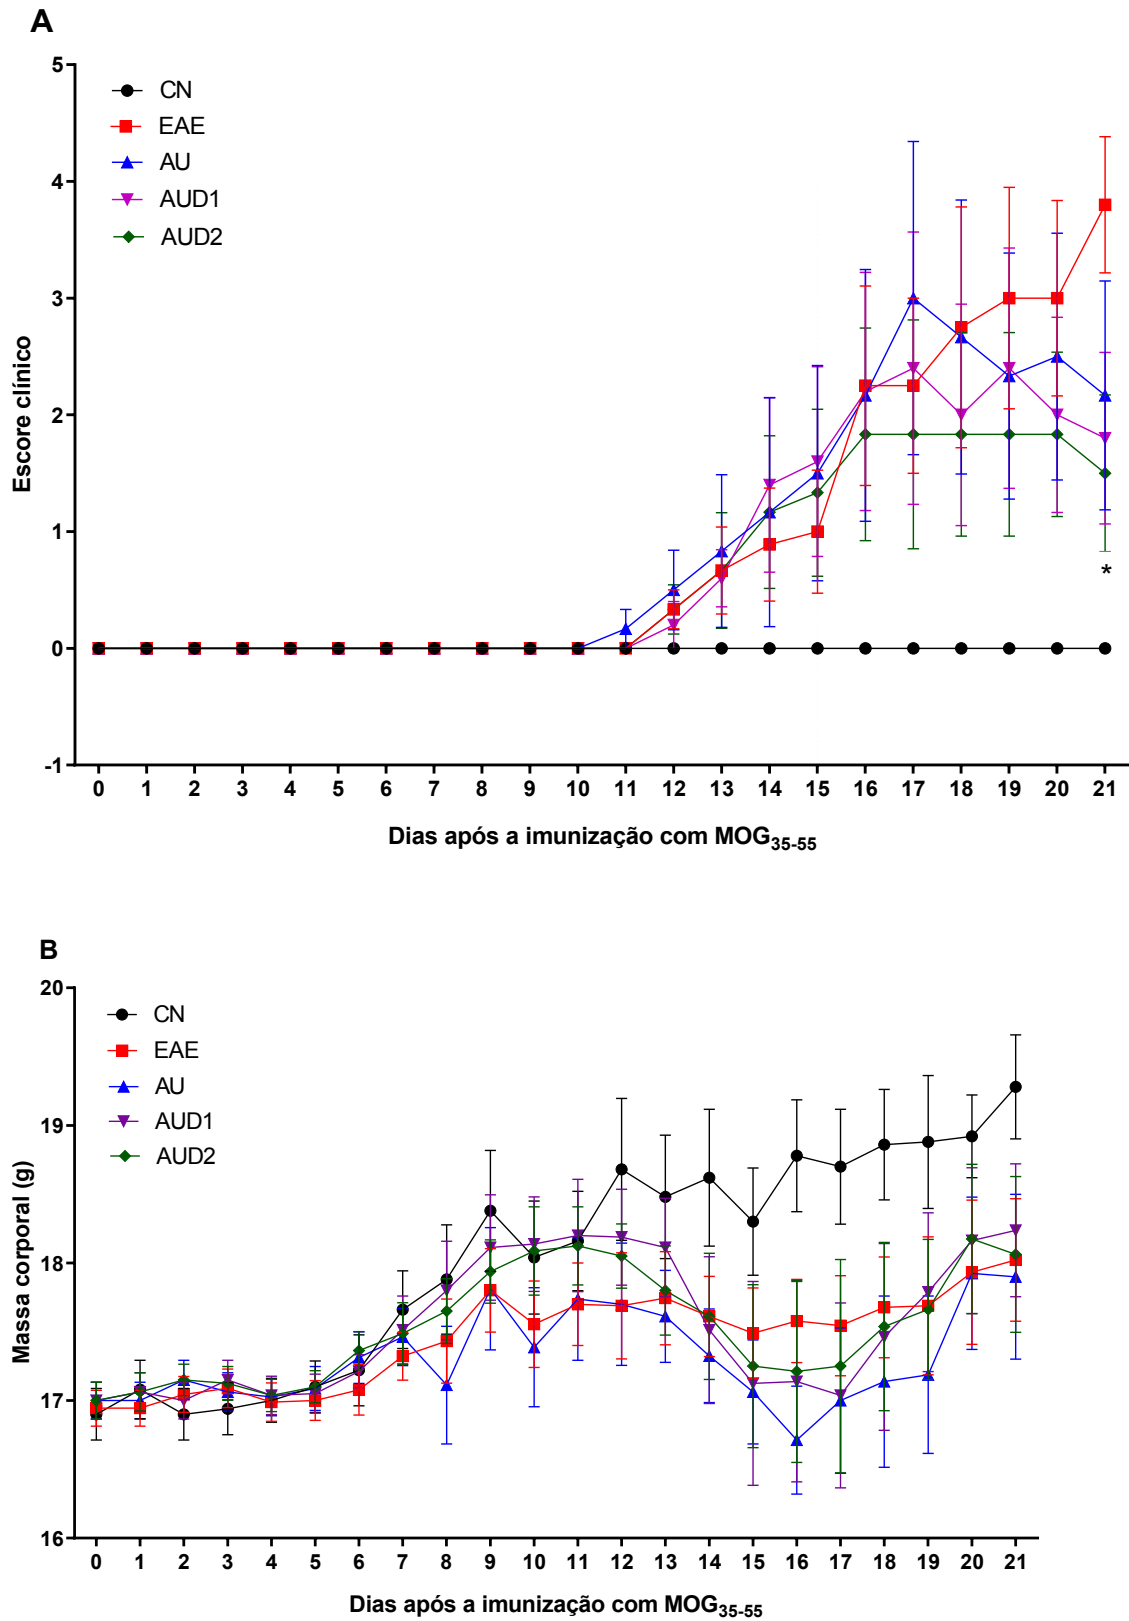 A
5
4
3
2
1
0
-1
Escore clínico
CN
EAE
AU
AUD1
AUD2
*
0 1 2 3 4 5 6 7 8 9 10 11 12 13 14 15 16 17 18 19 20 21
Dias após a imunização com MOG35-55
B
20
19
18
17
16
Massa corporal (g)
CN
EAE
AU
AUD1
AUD2
0 1 2 3 4 5 6 7 8 9 10 11 12 13 14 15 16 17 18 19 20 21
Dias após a imunização com MOG35-55